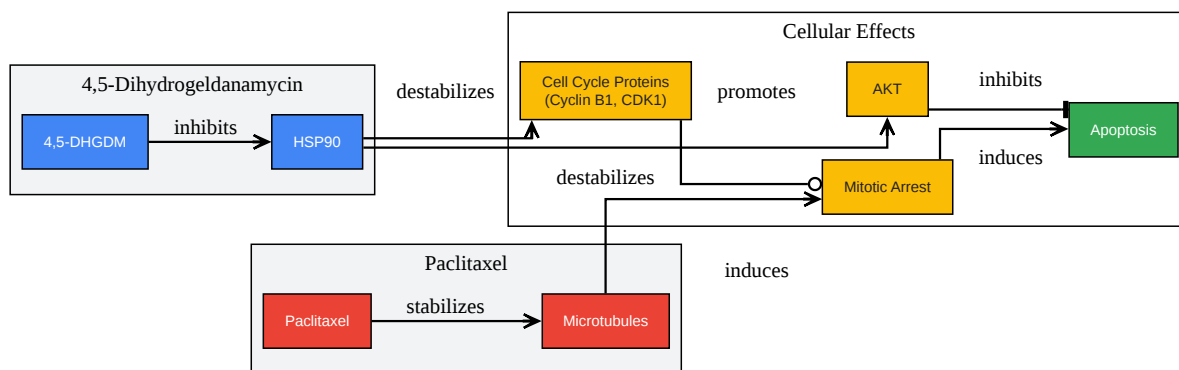 Cellular Effects
4,5-Dihydrogeldanamycin
destabilizes
Cell Cycle Proteins
(Cyclin B1, CDK1)
promotes
AKT
inhibits
4,5-DHGDM
inhibits
HSP90
Apoptosis
destabilizes
Mitotic Arrest
induces
Paclitaxel
induces
Paclitaxel
stabilizes
Microtubules